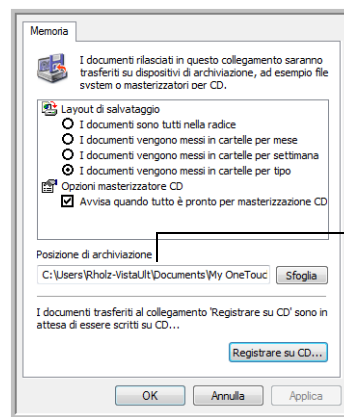 Memoria
I documenti rilasciati in questo collegamento saranno
trasferiti su dispositivi di archiviazione, ad esempio file
system o masterizzatori per CD.
Layout di salvataggio
I documenti sono tutti nella radice
I documenti vengono messi in cartelle per mese
I documenti vengono messi in cartelle per settimana
I documenti vengono messi in cartelle per tipo
Opzioni masterizzatore CD
Avvisa quando tutto è pronto per masterizzazione CD
Posizione di archiviazione
C:\Users\Rholz-VistaUlt\Documents\My OneTouc
Sfoglia
I documenti trasferiti al collegamento 'Registrare su CD' sono in
attesa di essere scritti su CD...
Registrare su CD...
OK
Annulla
Applica